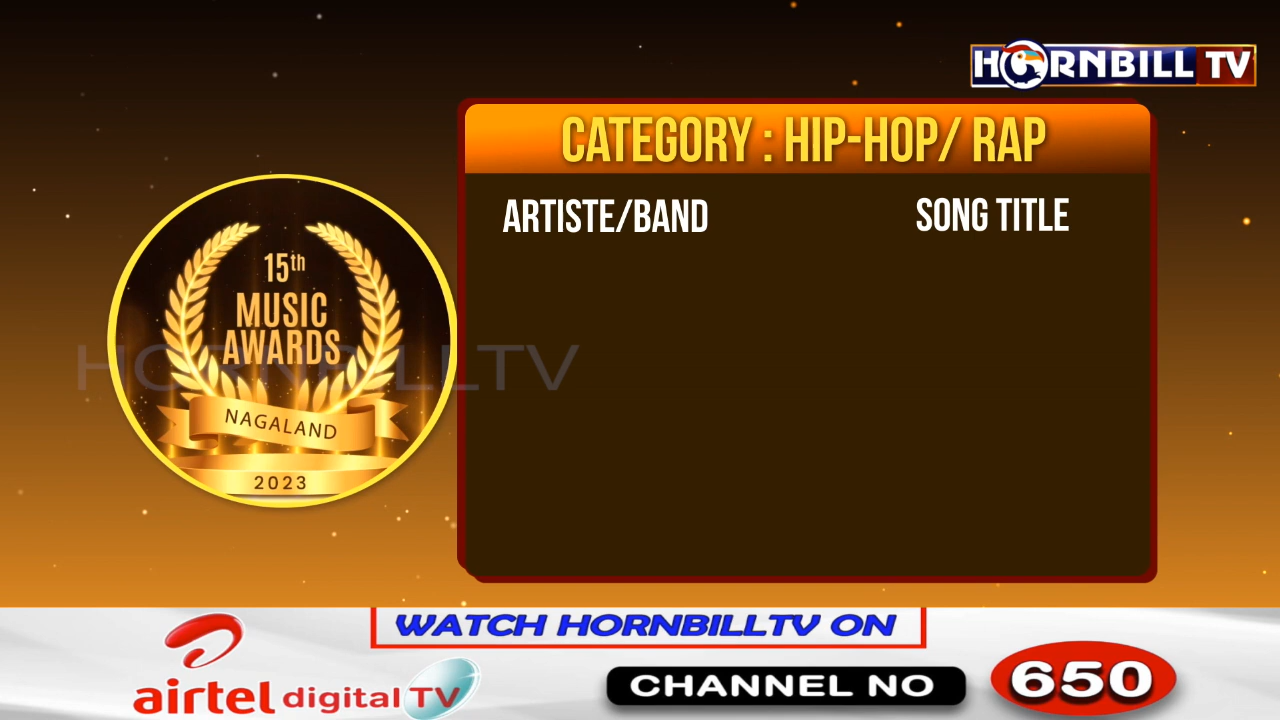 HORNBILL TV
CATEGORY : HIP-HOP/ RAP
ARTISTE/BAND
SONG TITLE
15th
MUSIC
AWARDS
HORNBILLTV
NAGALAND
2023
WATCH HORNBILLTV ON
airtel digital TV
CHANNEL NO
650